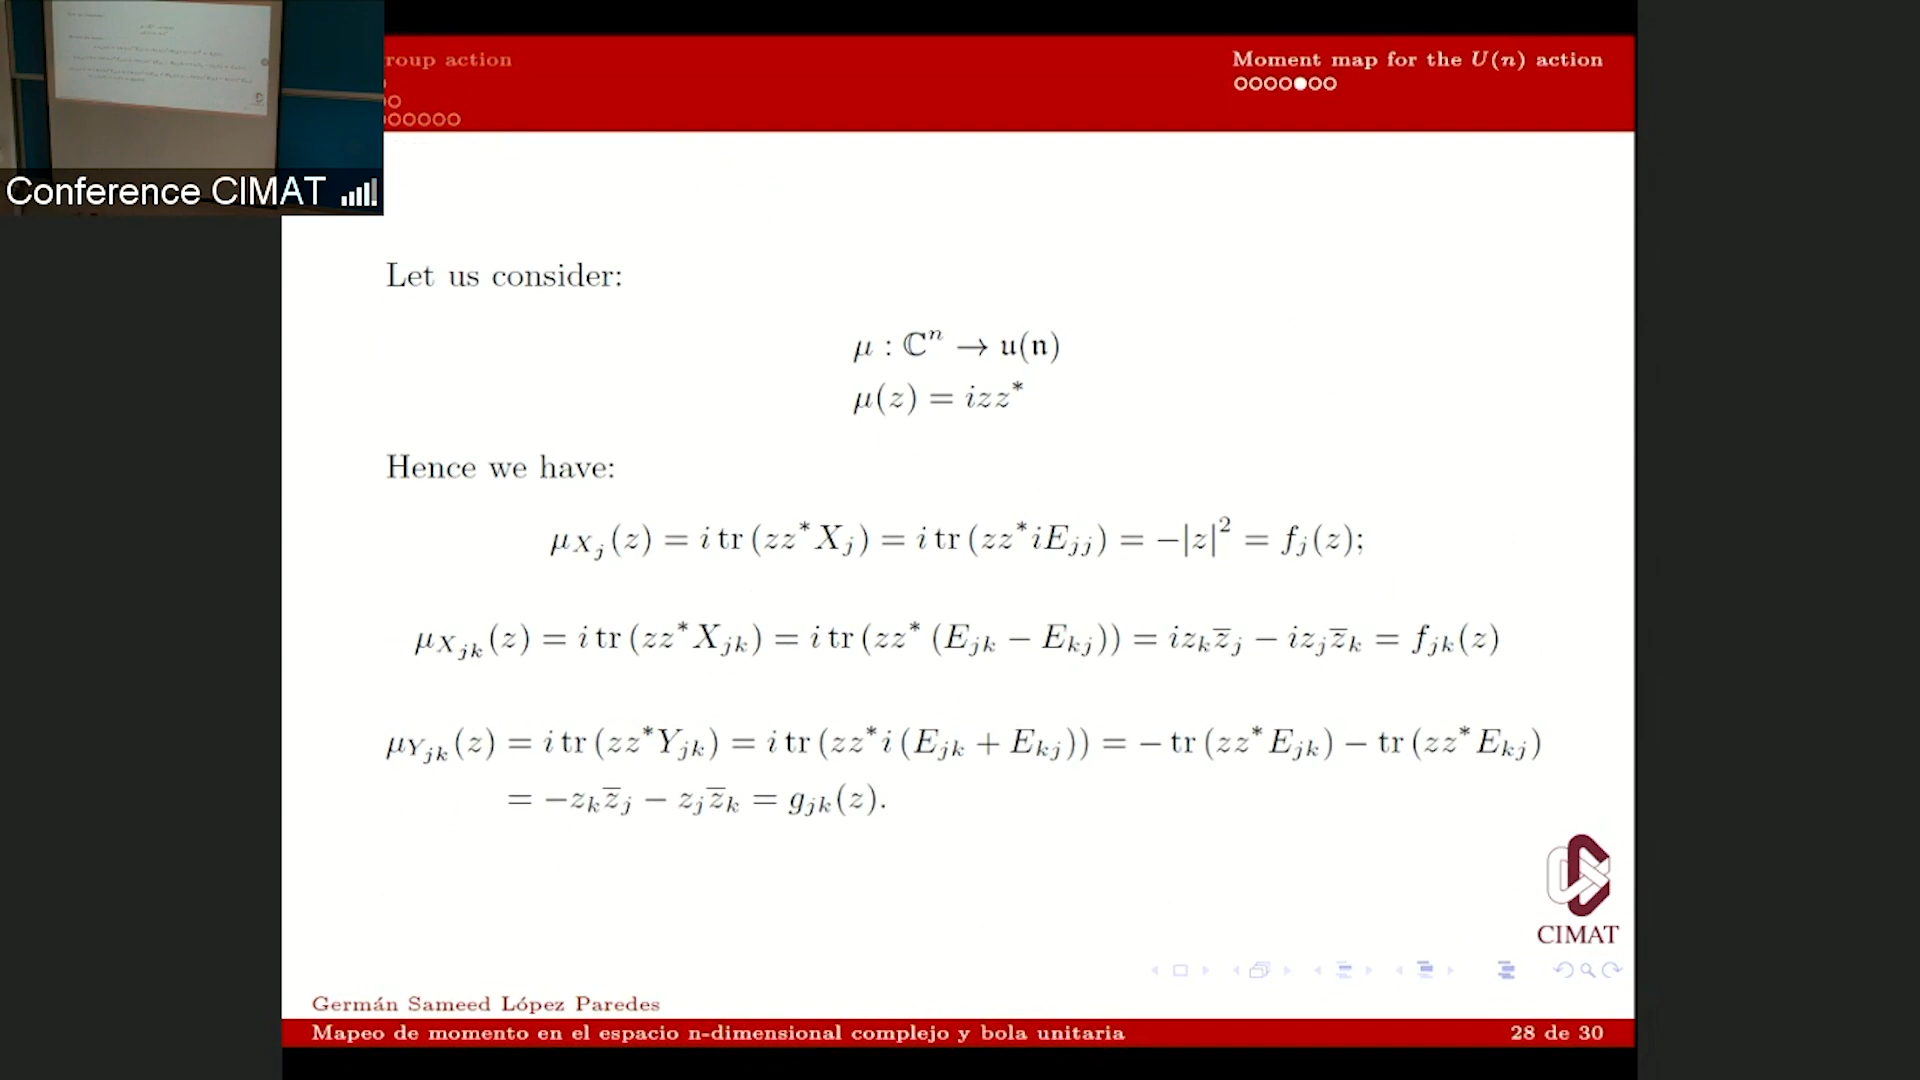 roup action
Moment map for the U(n) action
Conference CIMAT
Let us consider:
μ : ℂⁿ → 𝔲(𝔫)
μ(z) = izz*
Hence we have:
μ_{X_j}(z) = i tr (zz*X_j) = i tr (zz*iE_{jj}) = −|z|² = f_j(z);
μ_{X_{jk}}(z) = i tr (zz*X_{jk}) = i tr (zz* (E_{jk} − E_{kj})) = iz_k z̄_j − iz_j z̄_k = f_{jk}(z)
μ_{Y_{jk}}(z) = i tr (zz*Y_{jk}) = i tr (zz*i (E_{jk} + E_{kj})) = − tr (zz*E_{jk}) − tr (zz*E_{kj})
= −z_k z̄_j − z_j z̄_k = g_{jk}(z).
CIMAT
Germán Sameed López Paredes
Mapeo de momento en el espacio n-dimensional complejo y bola unitaria
28 de 30